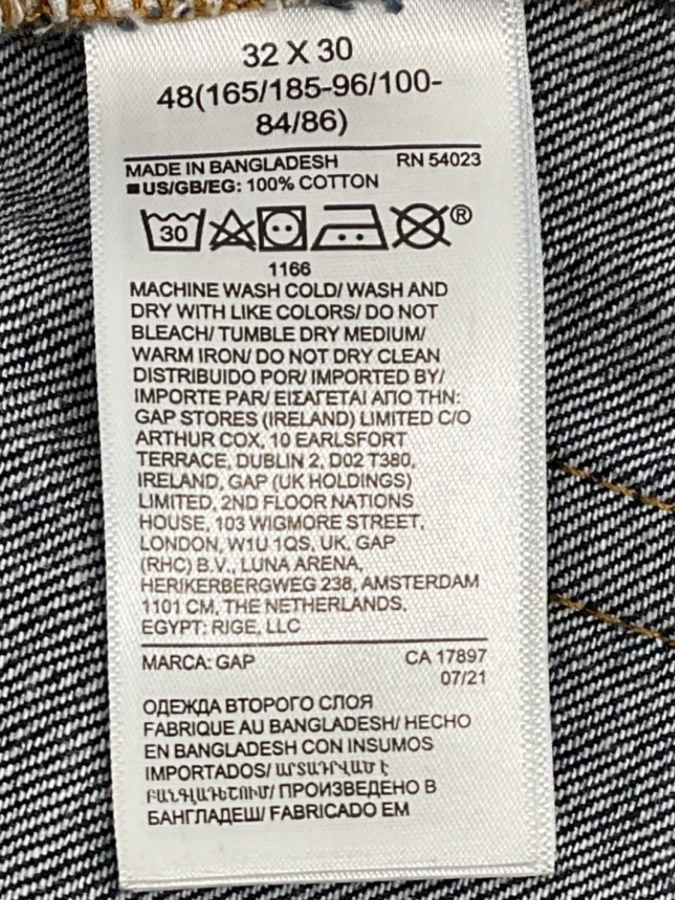 32 X 30
48(165/185-96/100-
84/86)
MADE IN BANGLADESH RN 54023
■US/GB/EG: 100% COTTON
30 ®
1166
MACHINE WASH COLD/ WASH AND
DRY WITH LIKE COLORS/ DO NOT
BLEACH/ TUMBLE DRY MEDIUM/
WARM IRON/ DO NOT DRY CLEAN
DISTRIBUIDO POR/ IMPORTED BY/
IMPORTE PAR/ ΕΙΣΑΓΕΤΑΙ ΑΠΟ ΤΗΝ:
GAP STORES (IRELAND) LIMITED C/O
ARTHUR COX, 10 EARLSFORT
TERRACE, DUBLIN 2, D02 T380,
IRELAND, GAP (UK HOLDINGS)
LIMITED, 2ND FLOOR NATIONS
HOUSE, 103 WIGMORE STREET,
LONDON, W1U 1QS, UK. GAP
(RHC) B.V., LUNA ARENA,
HERIKERBERGWEG 238, AMSTERDAM
1101 CM, THE NETHERLANDS.
EGYPT: RIGE, LLC
MARCA: GAP CA 17897
07/21
ОДЕЖДА ВТОРОГО СЛОЯ
FABRIQUE AU BANGLADESH/ HECHO
EN BANGLADESH CON INSUMOS
IMPORTADOS/ ԱՐՏԱԴՐՎԱԾ Է
ԲԱՆԳԼԱԴԵՇՈՒՄ/ ПРОИЗВЕДЕНО В
БАНГЛАДЕШ/ FABRICADO EM